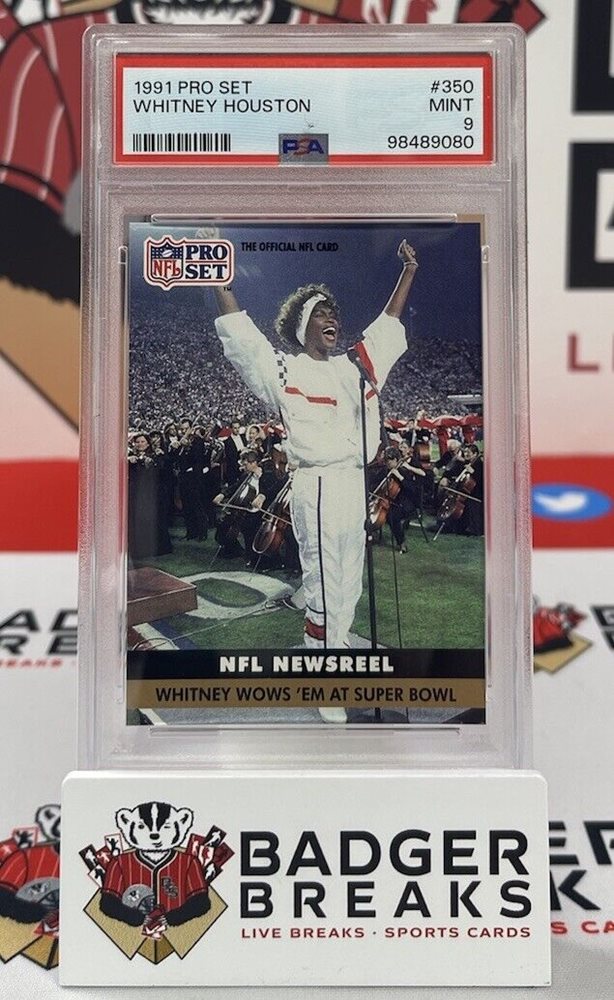 1991 PRO SET #350
WHITNEY HOUSTON MINT
9
PSA 98489080
NFL PRO SET
THE OFFICIAL NFL CARD
NFL NEWSREEL
WHITNEY WOWS 'EM AT SUPER BOWL
BADGER BREAKS
LIVE BREAKS · SPORTS CARDS